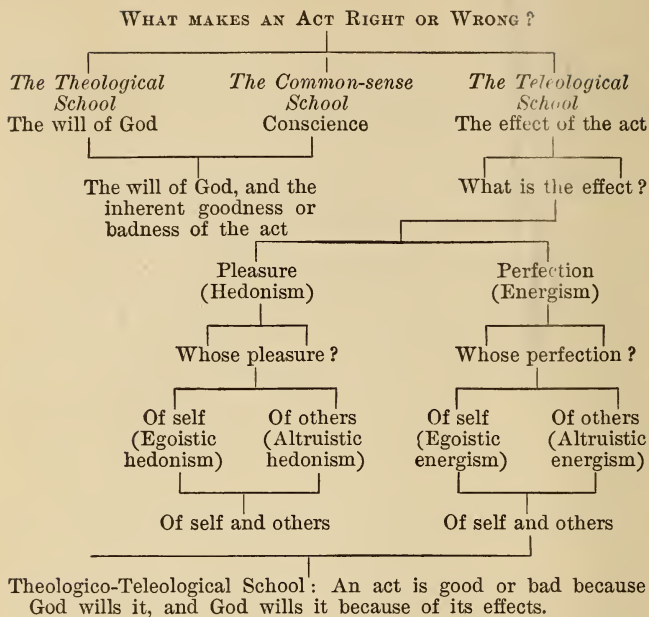 What makes an Act Right or Wrong?
The Theological School
The will of God
The Common-sense School
Conscience
The Teleological School
The effect of the act
The will of God, and the
inherent goodness or
badness of the act
What is the effect?
Pleasure
(Hedonism)
Perfection
(Energism)
Whose pleasure?
Whose perfection?
Of self
(Egoistic
hedonism)
Of others
(Altruistic
hedonism)
Of self
(Egoistic
energism)
Of others
(Altruistic
energism)
Of self and others
Of self and others
Theologico-Teleological School: An act is good or bad because
God wills it, and God wills it because of its effects.